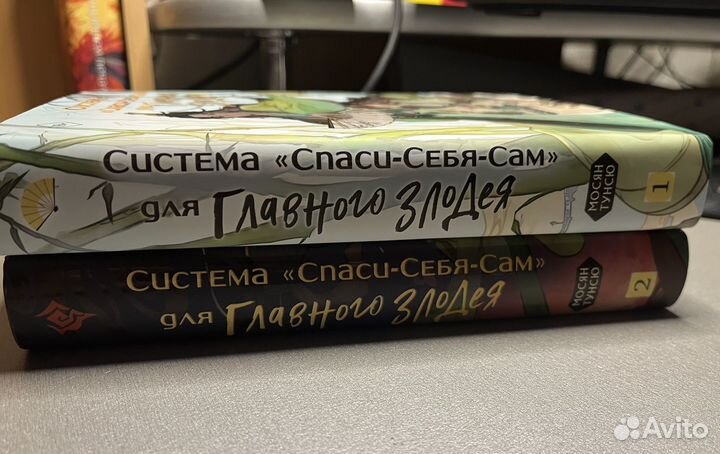 Система «Спаси-Себя-Сам»
для Главного Злодея
Мосян
Тунсю
1
Система «Спаси-Себя-Сам»
для Главного Злодея
Мосян
Тунсю
2
Avito